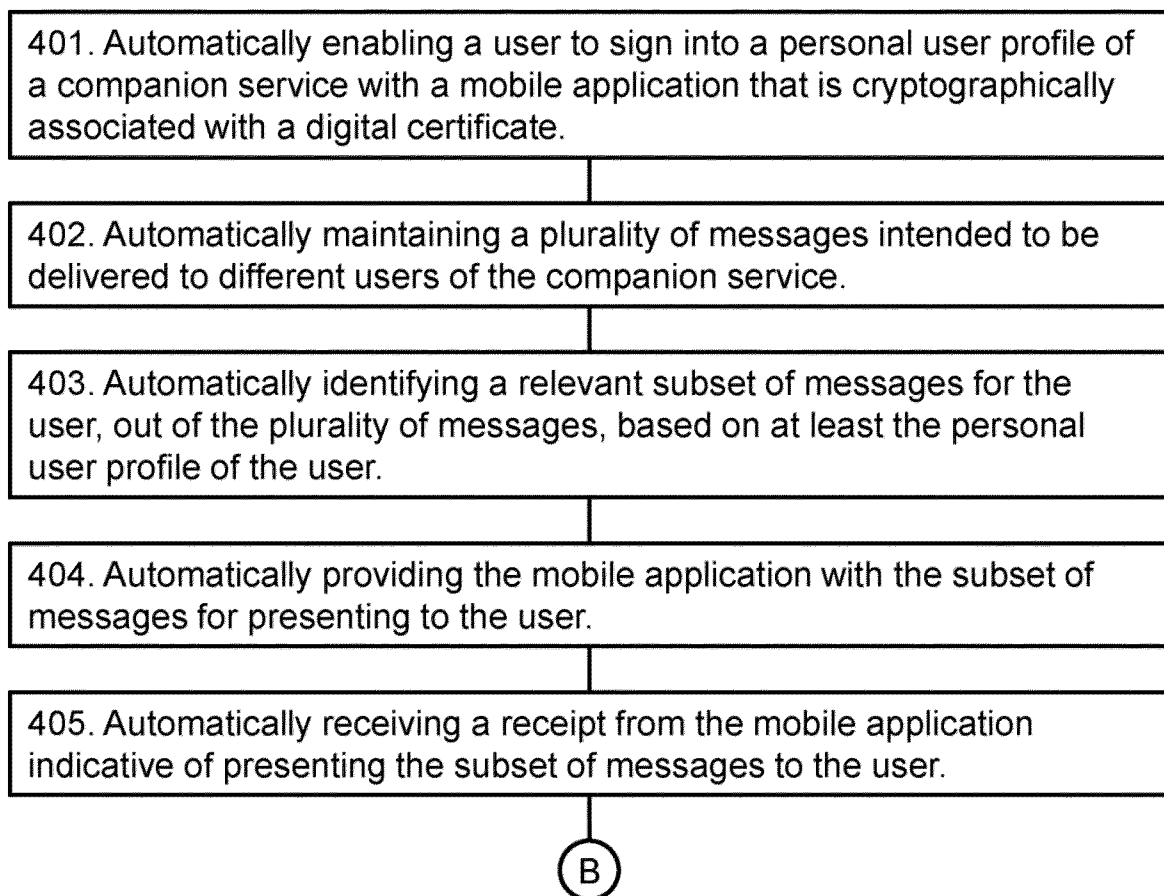 401. Automatically enabling a user to sign into a personal user profile of
a companion service with a mobile application that is cryptographically
associated with a digital certificate.
402. Automatically maintaining a plurality of messages intended to be
delivered to different users of the companion service.
403. Automatically identifying a relevant subset of messages for the
user, out of the plurality of messages, based on at least the personal
user profile of the user.
404. Automatically providing the mobile application with the subset of
messages for presenting to the user.
405. Automatically receiving a receipt from the mobile application
indicative of presenting the subset of messages to the user.
B